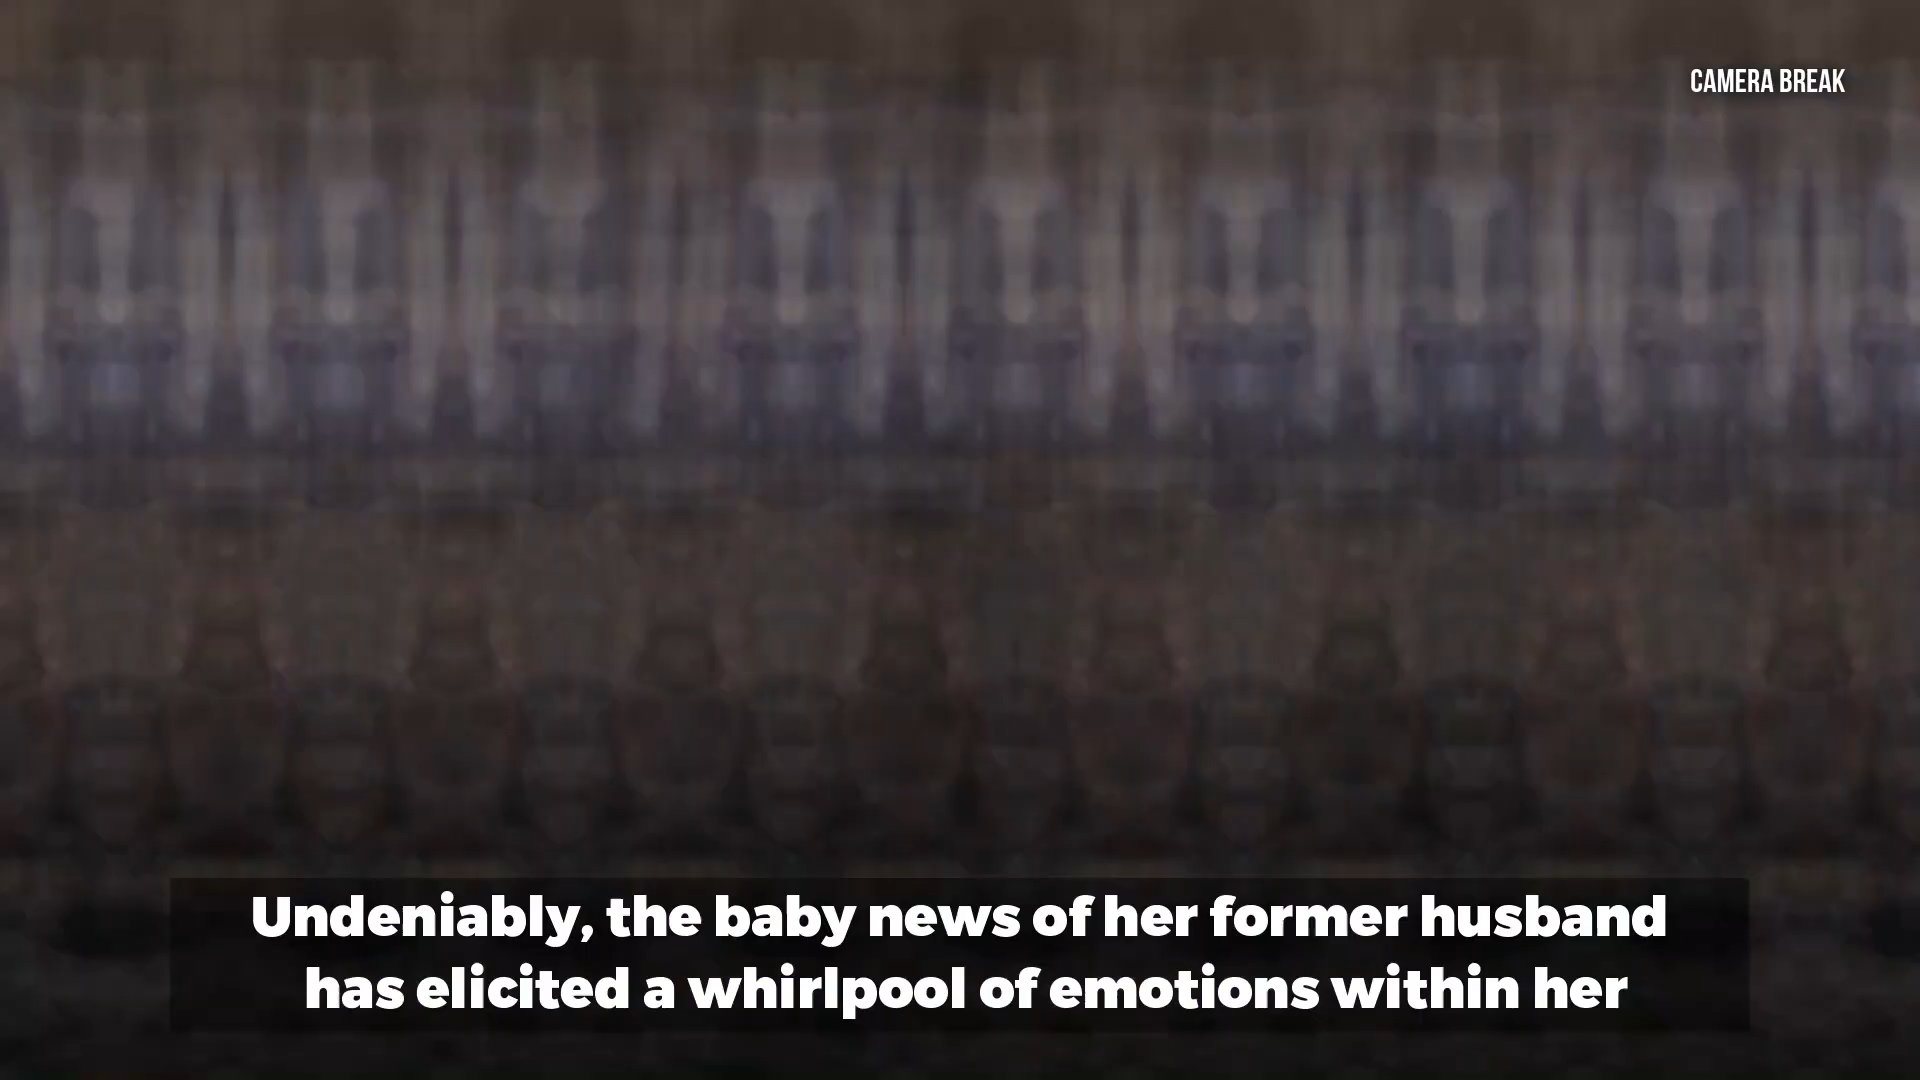 CAMERA BREAK
Undeniably, the baby news of her former husband
has elicited a whirlpool of emotions within her